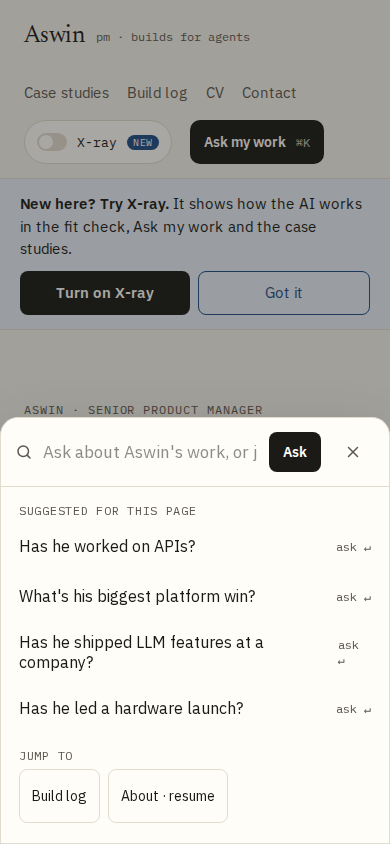 Aswin pm · builds for agents
Case studies Build log CV Contact
X-ray NEW Ask my work ⌘K
New here? Try X-ray. It shows how the AI works
in the fit check, Ask my work and the case
studies.
Turn on X-ray Got it
ASWIN · SENIOR PRODUCT MANAGER
Ask about Aswin's work, or j Ask
SUGGESTED FOR THIS PAGE
Has he worked on APIs? ask ↵
What's his biggest platform win? ask ↵
Has he shipped LLM features at a ask
company? ↵
Has he led a hardware launch? ask ↵
JUMP TO
Build log About · resume